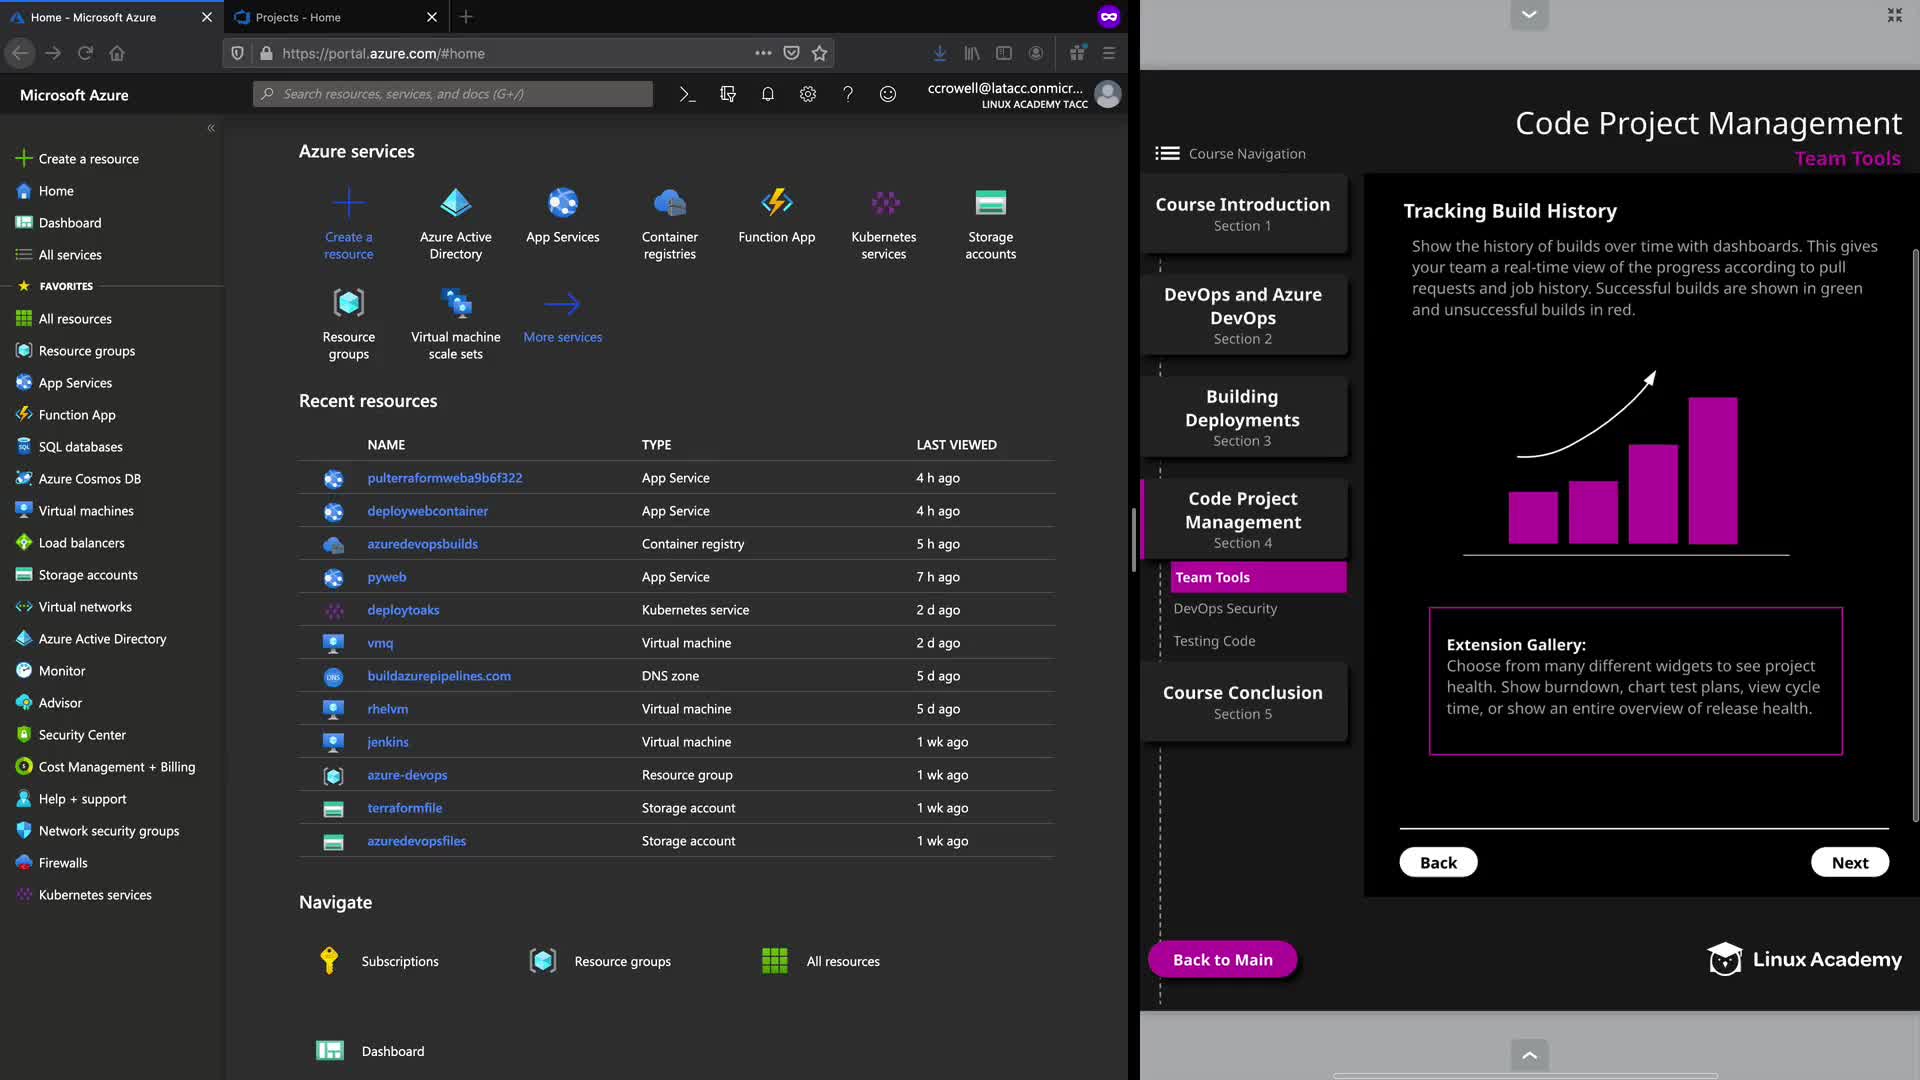 Home - Microsoft Azure
Projects - Home
https://portal.azure.com/#home
Microsoft Azure
Search resources, services, and docs (G+/)
ccrowell@latacc.onmicr...
LINUX ACADEMY TACC
Create a resource
Home
Dashboard
All services
FAVORITES
All resources
Resource groups
App Services
Function App
SQL databases
Azure Cosmos DB
Virtual machines
Load balancers
Storage accounts
Virtual networks
Azure Active Directory
Monitor
Advisor
Security Center
Cost Management + Billing
Help + support
Network security groups
Firewalls
Kubernetes services
Azure services
Create a
resource
Azure Active
Directory
App Services
Container
registries
Function App
Kubernetes
services
Storage
accounts
Resource
groups
Virtual machine
scale sets
More services
Recent resources
NAME TYPE LAST VIEWED
pulterraformweba9b6f322 App Service 4 h ago
deploywebcontainer App Service 4 h ago
azuredevopsbuilds Container registry 5 h ago
pyweb App Service 7 h ago
deploytoaks Kubernetes service 2 d ago
vmq Virtual machine 2 d ago
DNS buildazurepipelines.com DNS zone 5 d ago
rhelvm Virtual machine 5 d ago
jenkins Virtual machine 1 wk ago
azure-devops Resource group 1 wk ago
terraformfile Storage account 1 wk ago
azuredevopsfiles Storage account 1 wk ago
Navigate
Subscriptions
Resource groups
All resources
Dashboard
Code Project Management
Team Tools
Course Navigation
Course Introduction
Section 1
DevOps and Azure
DevOps
Section 2
Building
Deployments
Section 3
Code Project
Management
Section 4
Team Tools
DevOps Security
Testing Code
Course Conclusion
Section 5
Back to Main
Tracking Build History
Show the history of builds over time with dashboards. This gives
your team a real-time view of the progress according to pull
requests and job history. Successful builds are shown in green
and unsuccessful builds in red.
Extension Gallery:
Choose from many different widgets to see project
health. Show burndown, chart test plans, view cycle
time, or show an entire overview of release health.
Back
Next
Linux Academy